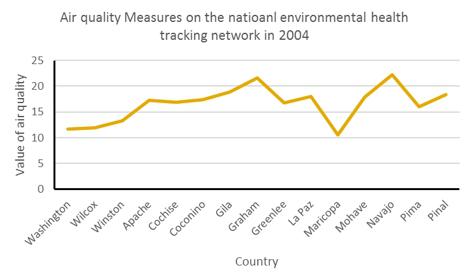 Air quality Measures on the natioanl environmental health
tracking network in 2004
Value of air quality
25
20
15
10
5
0
Washington
Wilcox
Winston
Apache
Cochise
Coconino
Gila
Graham
Greenlee
La Paz
Maricopa
Mohave
Navajo
Pima
Pinal
Country